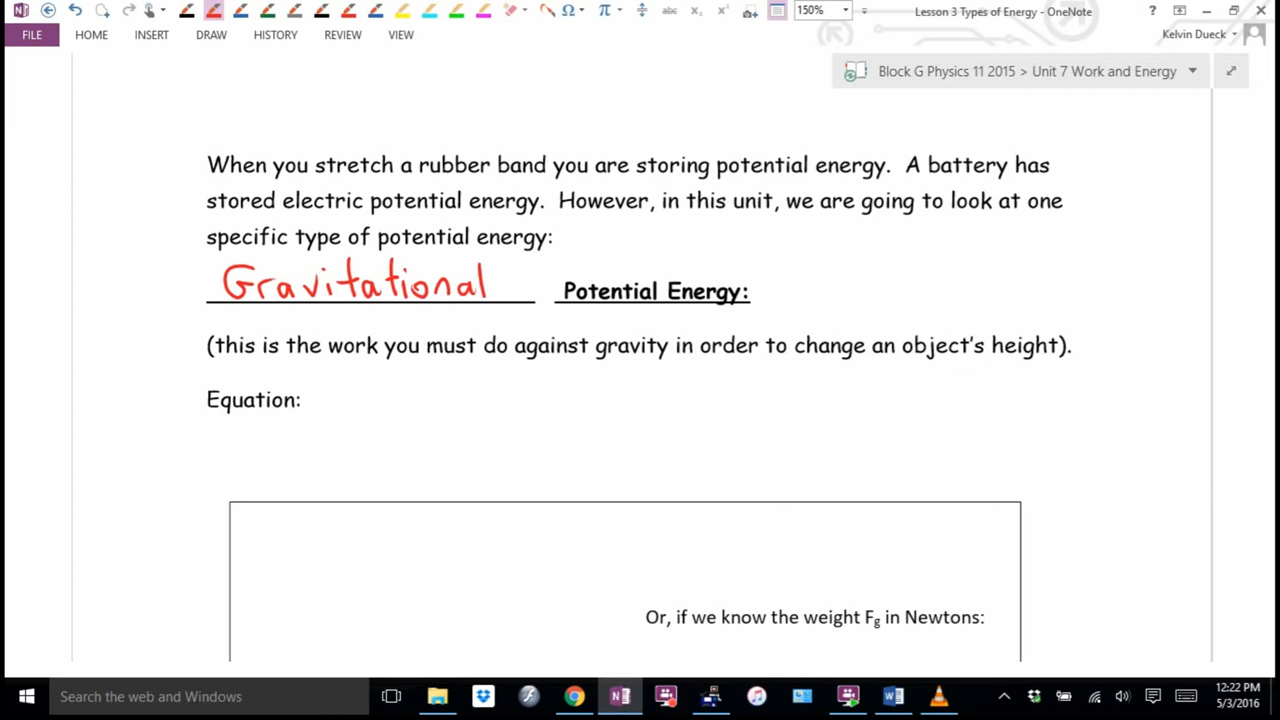 150%
Lesson 3 Types of Energy - OneNote
?
FILE HOME INSERT DRAW HISTORY REVIEW VIEW
Kelvin Dueck
Block G Physics 11 2015 > Unit 7 Work and Energy
When you stretch a rubber band you are storing potential energy. A battery has
stored electric potential energy. However, in this unit, we are going to look at one
specific type of potential energy:
Gravitational Potential Energy:
(this is the work you must do against gravity in order to change an object's height).
Equation:
Or, if we know the weight Fg in Newtons:
Search the web and Windows
12:22 PM
5/3/2016